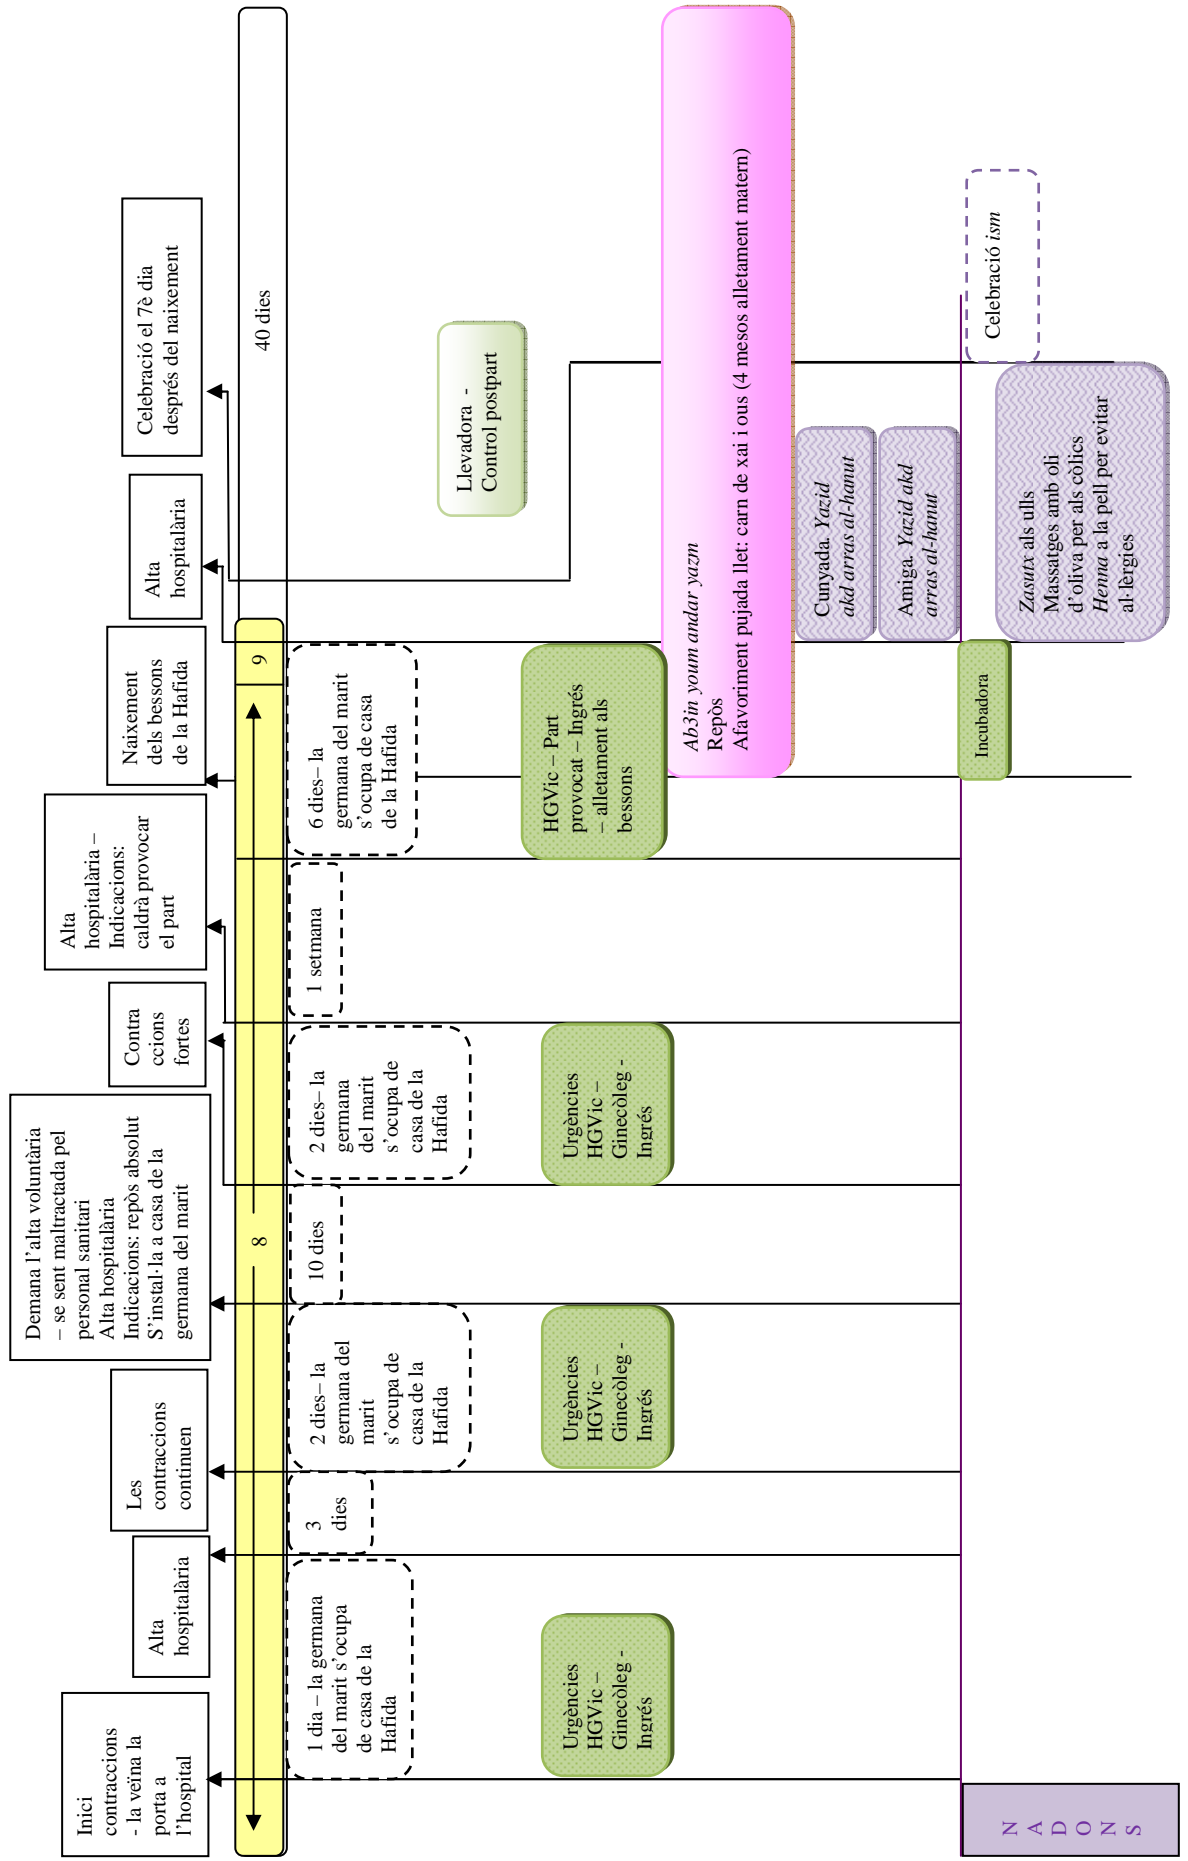 Inici
contraccions
- la veïna la
porta a
l'hospital
Alta
hospitalària
Les
contraccions
continuen
Demana l'alta voluntària
– se sent maltractada pel
personal sanitari
Alta hospitalària
Indicacions: repòs absolut
S'instal·la a casa de la
germana del marit
Contra
ccions
fortes
Alta
hospitalària –
Indicacions:
caldrà provocar
el part
Naixement
dels bessons
de la Hafida
Alta
hospitalària
Celebració el 7è dia
després del naixement
8
9
40 dies
1 dia – la germana
del marit s'ocupa
de casa de la
Hafida
3
dies
2 dies– la
germana del
marit
s'ocupa de
casa de la
Hafida
10 dies
2 dies– la
germana
del marit
s'ocupa de
casa de la
Hafida
1 setmana
6 dies– la
germana del marit
s'ocupa de casa
de la Hafida
Urgències
HGVic –
Ginecòleg -
Ingrés
Urgències
HGVic –
Ginecòleg -
Ingrés
Urgències
HGVic –
Ginecòleg -
Ingrés
HGVic – Part
provocat – Ingrés
– alletament als
bessons
Llevadora -
Control postpart
Ab3in youm andar yazm
Repòs
Afavoriment pujada llet: carn de xai i ous (4 mesos alletament matern)
Cunyada. Yazid
akd arras al-hanut
Amiga. Yazid akd
arras al-hanut
N
A
D
O
N
S
Incubadora
Zasutx als ulls
Massatges amb oli
d'oliva per als còlics
Henna a la pell per evitar
al·lèrgies
Celebració ism